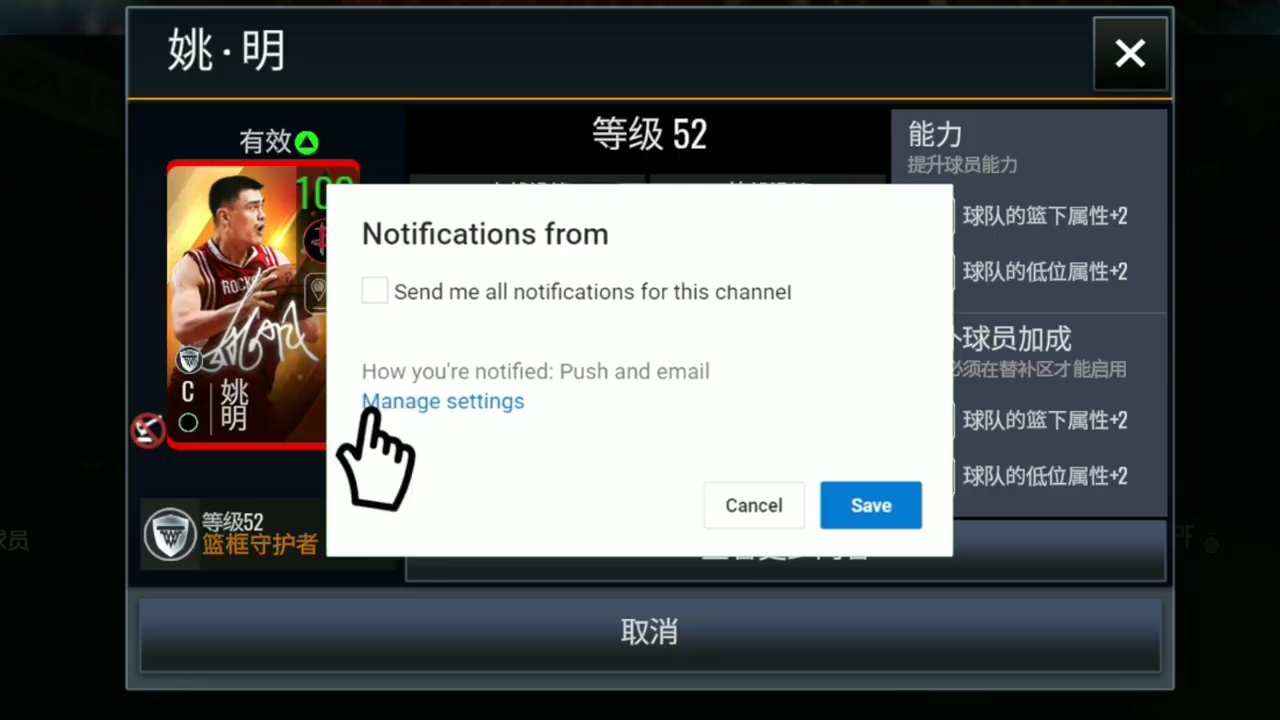 姚·明
有效
等级 52
能力
提升球员能力
球队的篮下属性+2
球队的低位属性+2
球员加成
必须在替补区才能启用
球队的篮下属性+2
球队的低位属性+2
ROCK
C
姚
明
等级52
篮框守护者
Notifications from
Send me all notifications for this channel
How you're notified: Push and email
Manage settings
Cancel
Save
球员
PF
取消